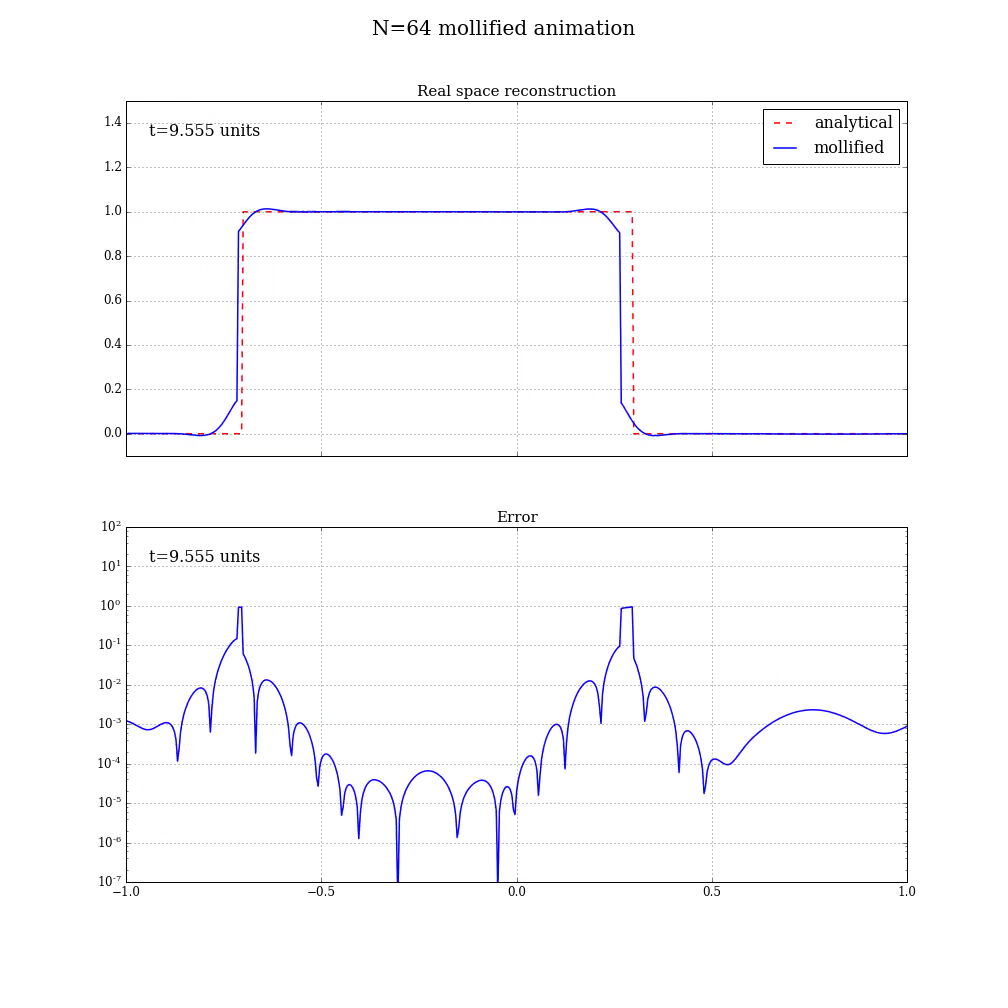 N=64 mollified animation
Real space reconstruction
t=9.555 units
analytical
mollified
1.4
1.2
1.0
0.8
0.6
0.4
0.2
0.0
Error
t=9.555 units
10²
10¹
10⁰
10⁻¹
10⁻²
10⁻³
10⁻⁴
10⁻⁵
10⁻⁶
10⁻⁷
−1.0 −0.5 0.0 0.5 1.0